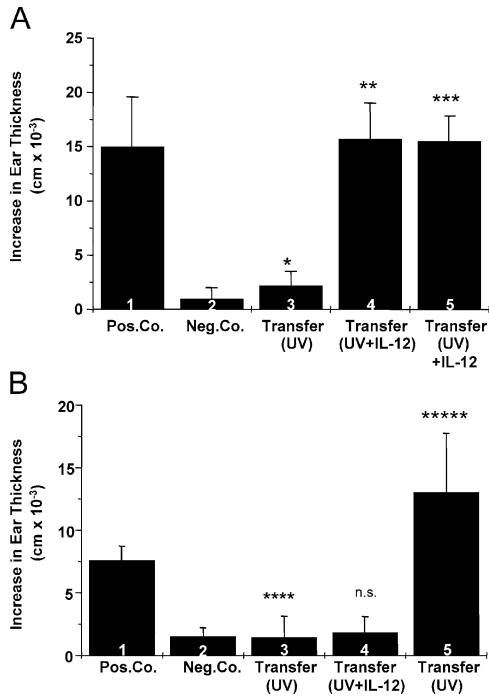 A
Increase in Ear Thickness
(cm x 10-3)
25
20
15
10
5
0
* ** ***
1 2 3 4 5
Pos.Co. Neg.Co. Transfer Transfer Transfer
(UV) (UV+IL-12) (UV)
+IL-12
B
Increase in Ear Thickness
(cm x 10-3)
20
15
10
5
0
**** n.s. *****
1 2 3 4 5
Pos.Co. Neg.Co. Transfer Transfer Transfer
(UV) (UV+IL-12) (UV)